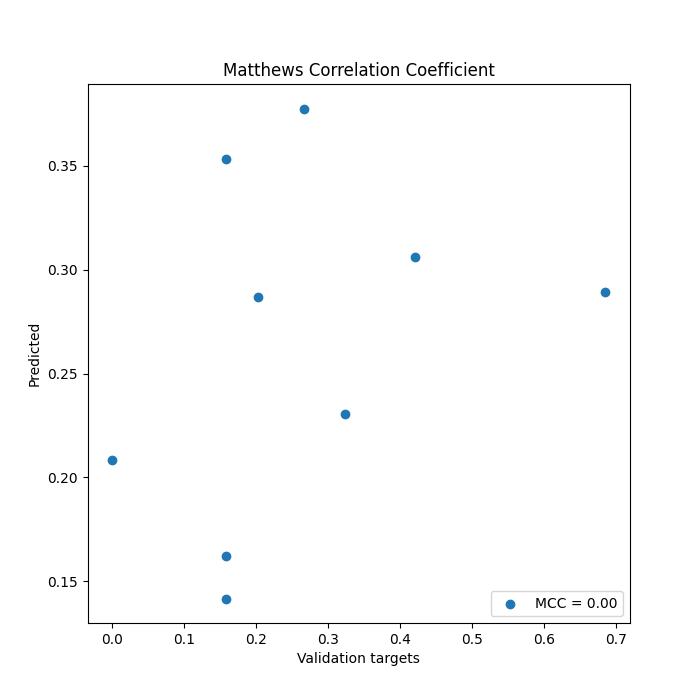 Matthews Correlation Coefficient
0.35
0.30
0.25
0.20
0.15
Predicted
MCC = 0.00
0.0 0.1 0.2 0.3 0.4 0.5 0.6 0.7
Validation targets